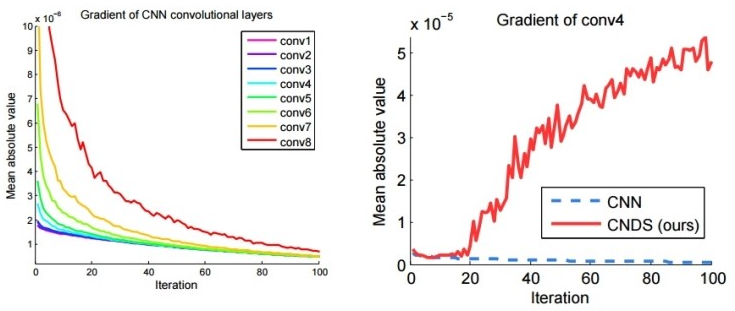 Gradient of CNN convolutional layers
x 10⁻⁶
10
9
8
7
6
5
4
3
2
1
0 20 40 60 80 100
Mean absolute value
Iteration
conv1
conv2
conv3
conv4
conv5
conv6
conv7
conv8
Gradient of conv4
x 10⁻⁵
5
4
3
2
1
0
0 20 40 60 80 100
Mean absolute value
Iteration
CNN
CNDS (ours)